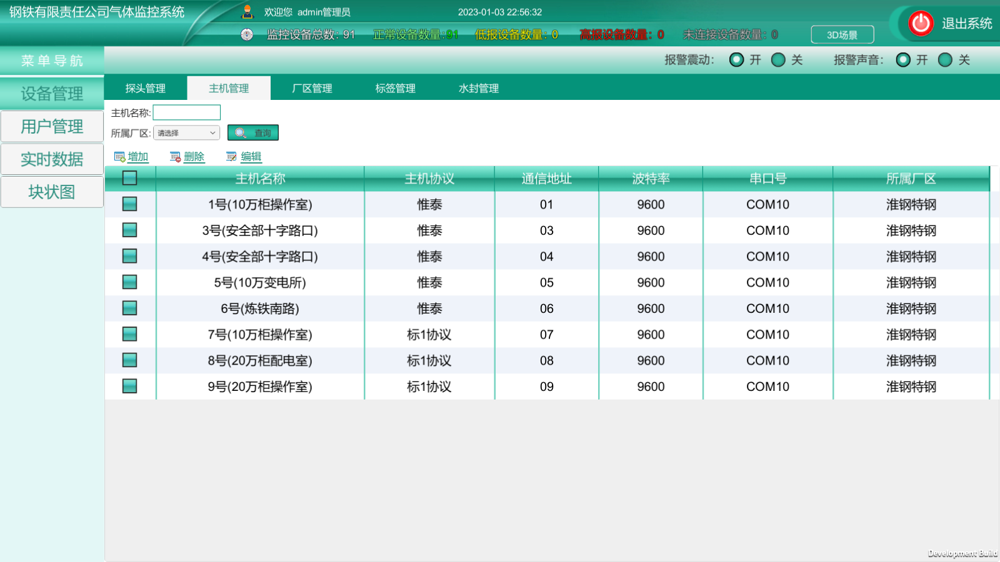 钢铁有限责任公司气体监控系统
欢迎您 admin管理员
2023-01-03 22:56:32
监控设备总数：91 正常设备数量:91 低报设备数量：0 高报设备数量：0 未连接设备数量：0
3D场景
退出系统
菜单导航
报警震动： 开 关 报警声音： 开 关
设备管理
用户管理
实时数据
块状图
探头管理 主机管理 厂区管理 标签管理 水封管理
主机名称:
所属厂区: 请选择 查询
增加 删除 编辑
主机名称 主机协议 通信地址 波特率 串口号 所属厂区
1号(10万柜操作室) 惟泰 01 9600 COM10 淮钢特钢
3号(安全部十字路口) 惟泰 03 9600 COM10 淮钢特钢
4号(安全部十字路口) 惟泰 04 9600 COM10 淮钢特钢
5号(10万变电所) 惟泰 05 9600 COM10 淮钢特钢
6号(炼铁南路) 惟泰 06 9600 COM10 淮钢特钢
7号(10万柜操作室) 标1协议 07 9600 COM10 淮钢特钢
8号(20万柜配电室) 标1协议 08 9600 COM10 淮钢特钢
9号(20万柜操作室) 标1协议 09 9600 COM10 淮钢特钢
Development Build